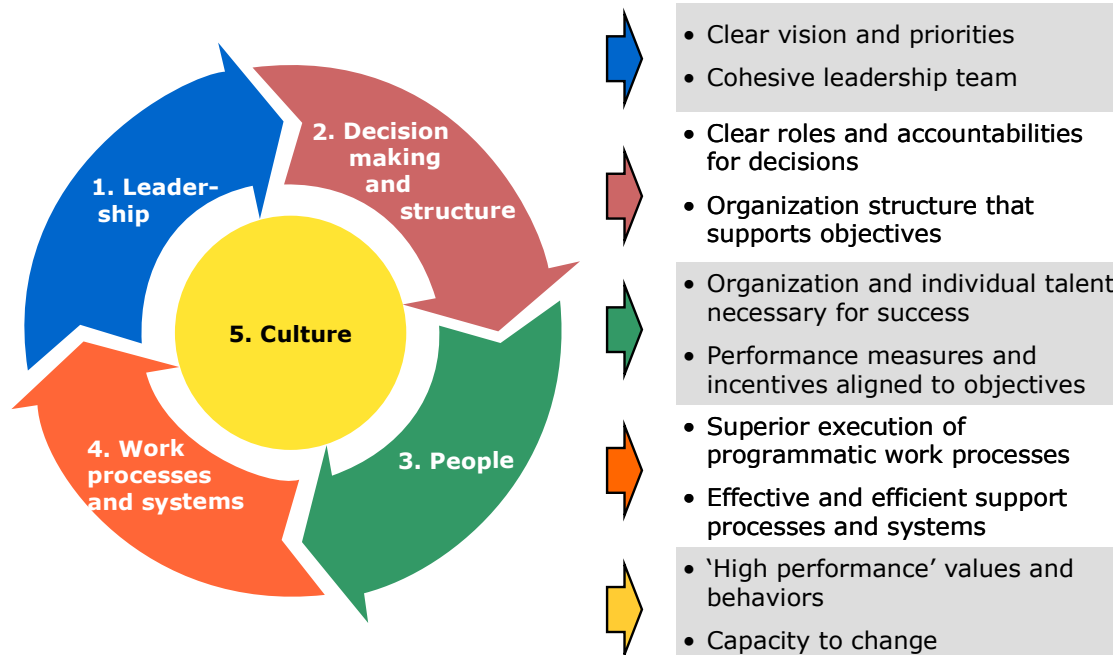 1. Leader-
ship
2. Decision
making
and
structure
3. People
4. Work
processes
and systems
5. Culture
• Clear vision and priorities
• Cohesive leadership team
• Clear roles and accountabilities
for decisions
• Organization structure that
supports objectives
• Organization and individual talent
necessary for success
• Performance measures and
incentives aligned to objectives
• Superior execution of
programmatic work processes
• Effective and efficient support
processes and systems
• ‘High performance’ values and
behaviors
• Capacity to change